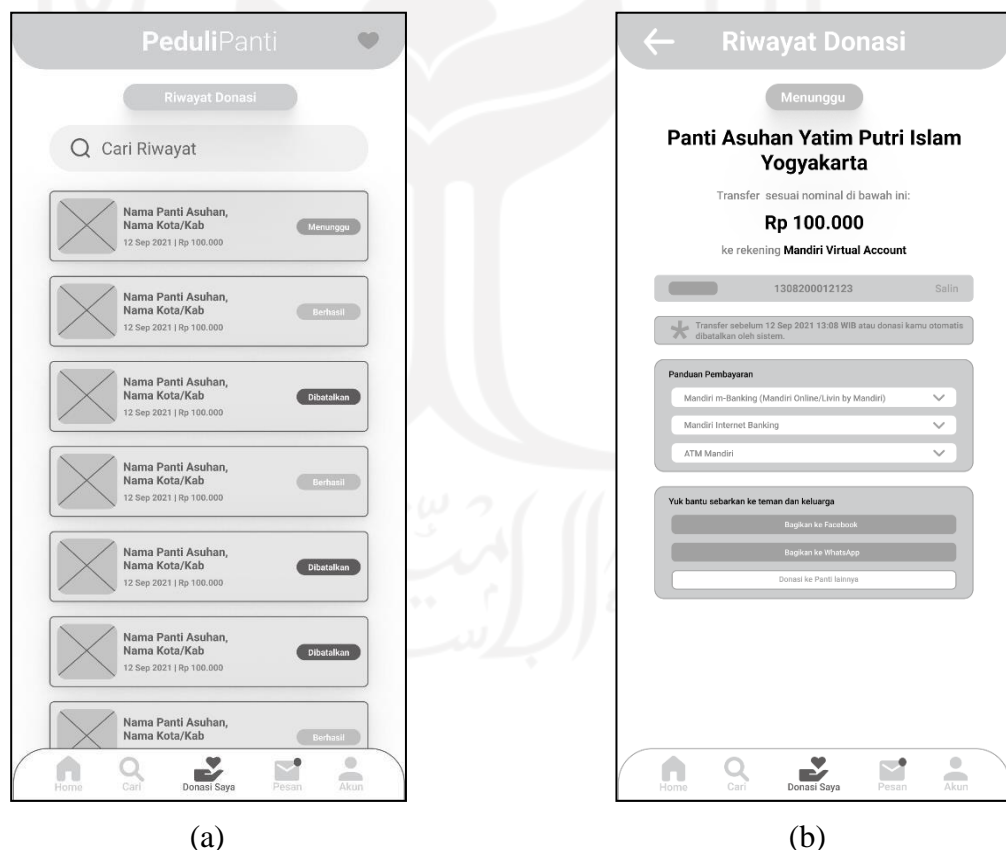 PeduliPanti
Riwayat Donasi
Cari Riwayat
Nama Panti Asuhan,
Nama Kota/Kab
12 Sep 2021 | Rp 100.000
Menunggu
Nama Panti Asuhan,
Nama Kota/Kab
12 Sep 2021 | Rp 100.000
Berhasil
Nama Panti Asuhan,
Nama Kota/Kab
12 Sep 2021 | Rp 100.000
Dibatalkan
Nama Panti Asuhan,
Nama Kota/Kab
12 Sep 2021 | Rp 100.000
Berhasil
Nama Panti Asuhan,
Nama Kota/Kab
12 Sep 2021 | Rp 100.000
Dibatalkan
Nama Panti Asuhan,
Nama Kota/Kab
12 Sep 2021 | Rp 100.000
Dibatalkan
Nama Panti Asuhan,
Nama Kota/Kab
Berhasil
Home Cari Donasi Saya Pesan Akun
(a)
Riwayat Donasi
Menunggu
Panti Asuhan Yatim Putri Islam
Yogyakarta
Transfer sesuai nominal di bawah ini:
Rp 100.000
ke rekening Mandiri Virtual Account
1308200012123 Salin
Transfer sebelum 12 Sep 2021 13:08 WIB atau donasi kamu otomatis
dibatalkan oleh sistem.
Panduan Pembayaran
Mandiri m-Banking (Mandiri Online/Livin by Mandiri)
Mandiri Internet Banking
ATM Mandiri
Yuk bantu sebarkan ke teman dan keluarga
Bagikan ke Facebook
Bagikan ke WhatsApp
Donasi ke Panti lainnya
Home Cari Donasi Saya Pesan Akun
(b)